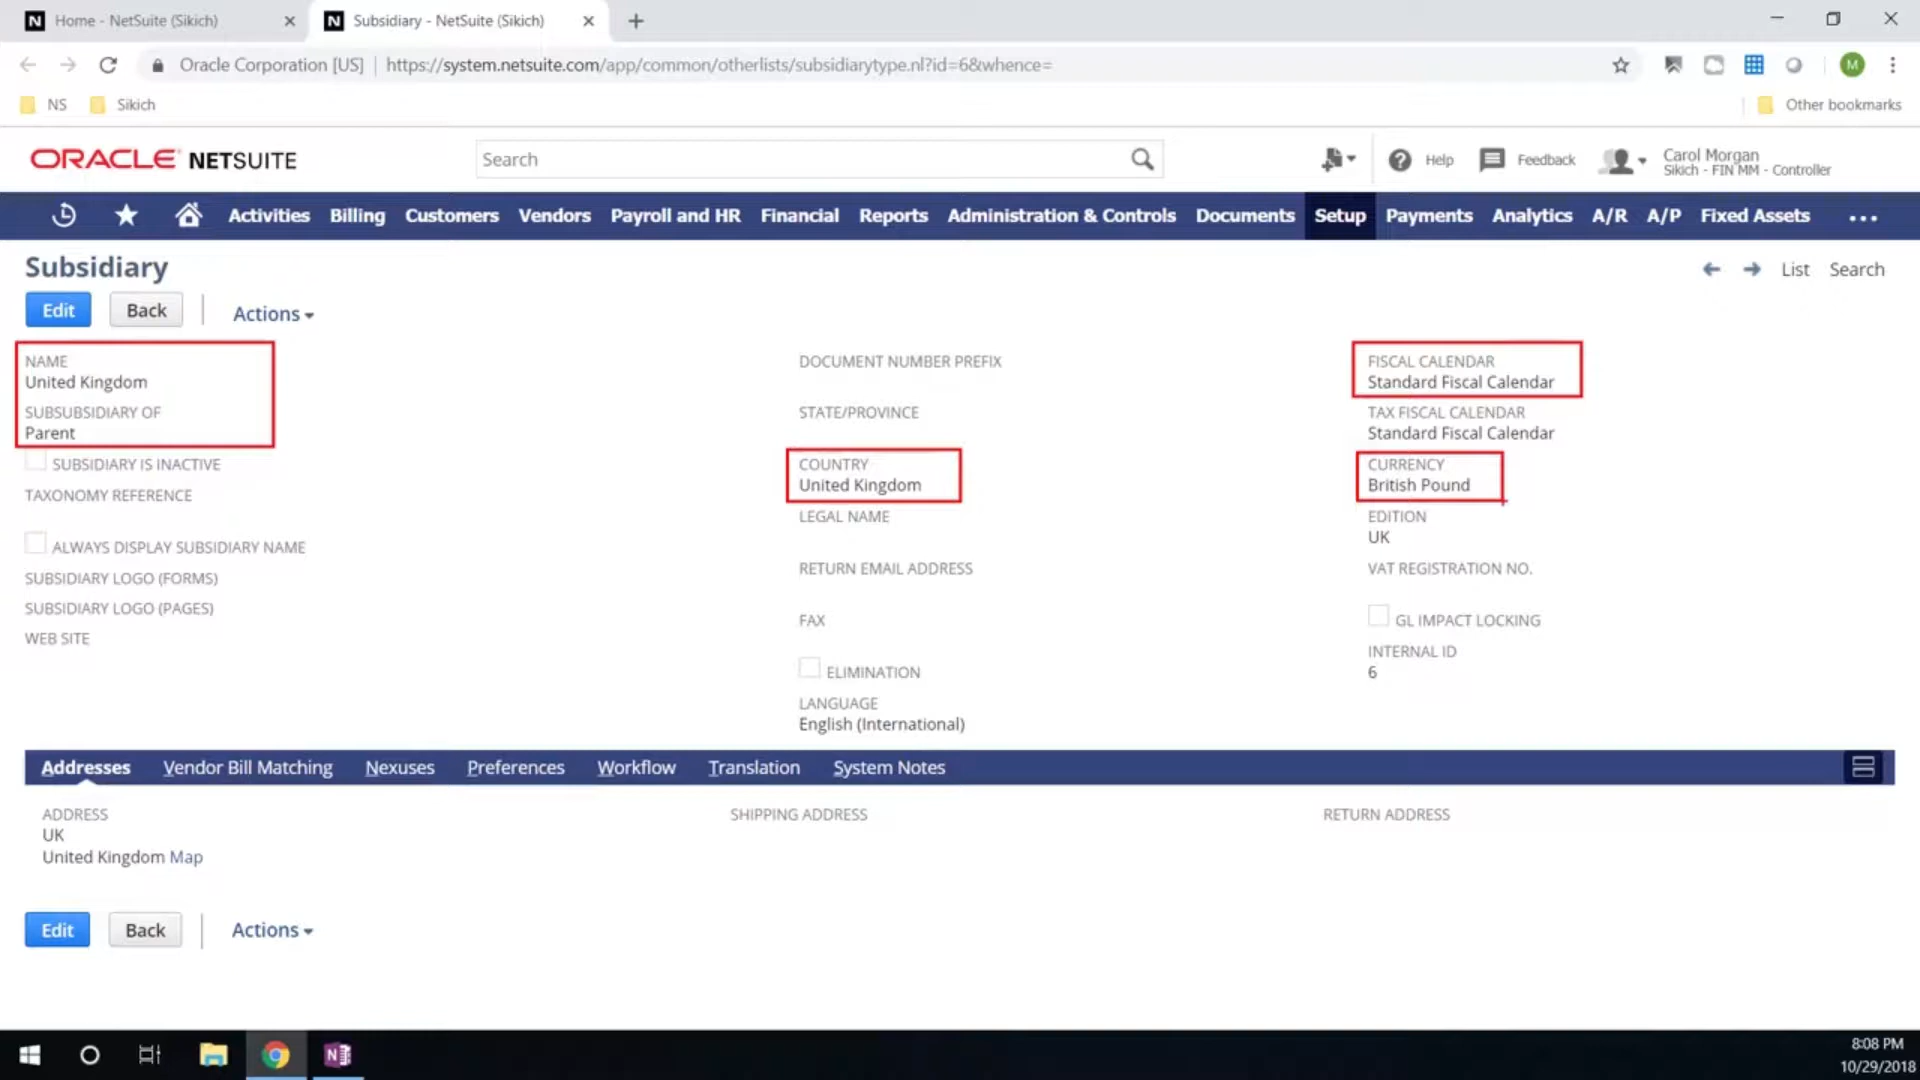 Home - NetSuite (Sikich)
Subsidiary - NetSuite (Sikich)
Oracle Corporation [US] | https://system.netsuite.com/app/common/otherlists/subsidiarytype.nl?id=6&whence=
M
NS
Sikich
Other bookmarks
ORACLE NETSUITE
Search
Help
Feedback
Carol Morgan
Sikich - FIN MM - Controller
Activities Billing Customers Vendors Payroll and HR Financial Reports Administration & Controls Documents Setup Payments Analytics A/R A/P Fixed Assets
Subsidiary
List Search
Edit Back Actions
NAME
United Kingdom
SUBSUBSIDIARY OF
Parent
SUBSIDIARY IS INACTIVE
TAXONOMY REFERENCE
ALWAYS DISPLAY SUBSIDIARY NAME
SUBSIDIARY LOGO (FORMS)
SUBSIDIARY LOGO (PAGES)
WEB SITE
DOCUMENT NUMBER PREFIX
STATE/PROVINCE
COUNTRY
United Kingdom
LEGAL NAME
RETURN EMAIL ADDRESS
FAX
ELIMINATION
LANGUAGE
English (International)
FISCAL CALENDAR
Standard Fiscal Calendar
TAX FISCAL CALENDAR
Standard Fiscal Calendar
CURRENCY
British Pound
EDITION
UK
VAT REGISTRATION NO.
GL IMPACT LOCKING
INTERNAL ID
6
Addresses Vendor Bill Matching Nexuses Preferences Workflow Translation System Notes
ADDRESS
UK
United Kingdom Map
SHIPPING ADDRESS
RETURN ADDRESS
Edit Back Actions
8:08 PM
10/29/2018